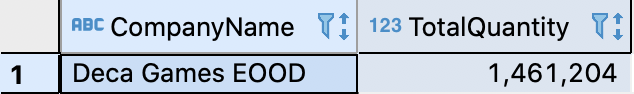 ABC CompanyName 123 TotalQuantity
1 Deca Games EOOD 1,461,204